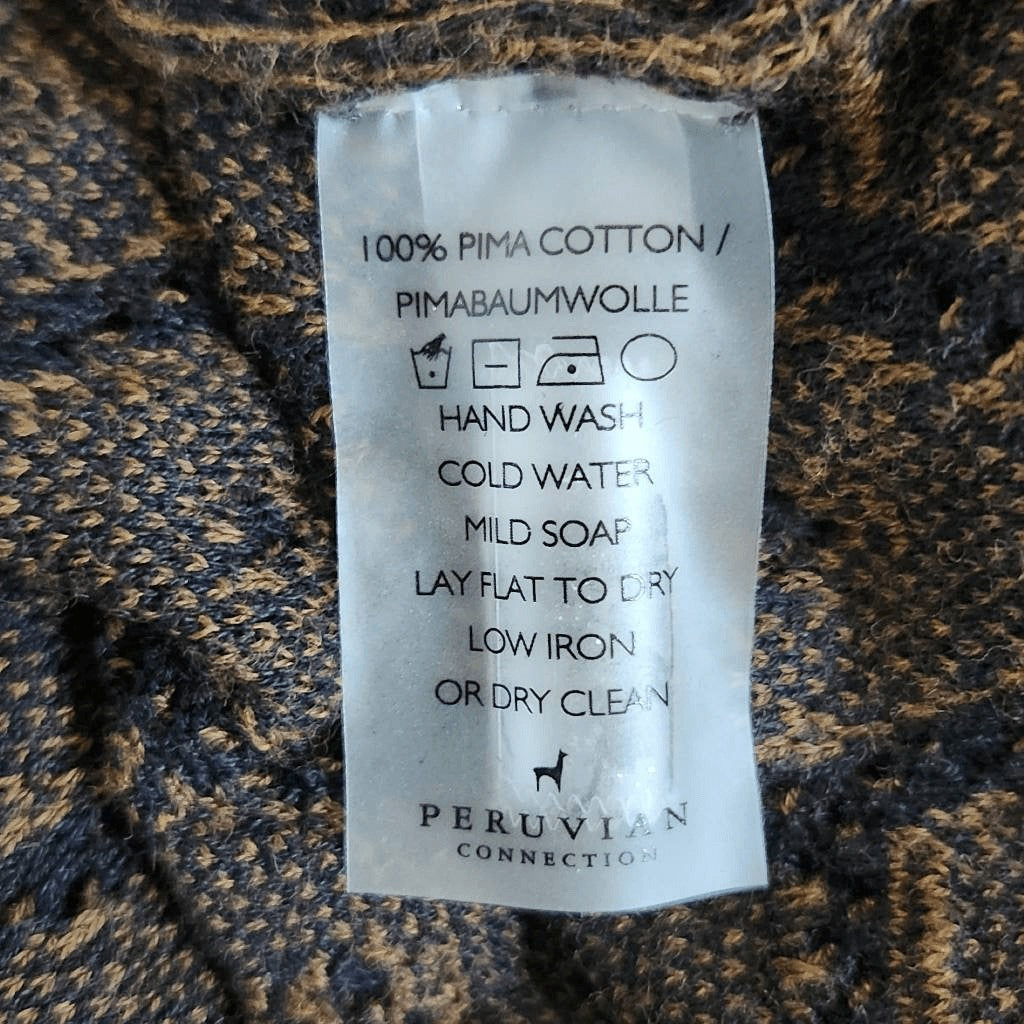 100% PIMA COTTON /
PIMABAUMWOLLE
HAND WASH
COLD WATER
MILD SOAP
LAY FLAT TO DRY
LOW IRON
OR DRY CLEAN
PERUVIAN
CONNECTION